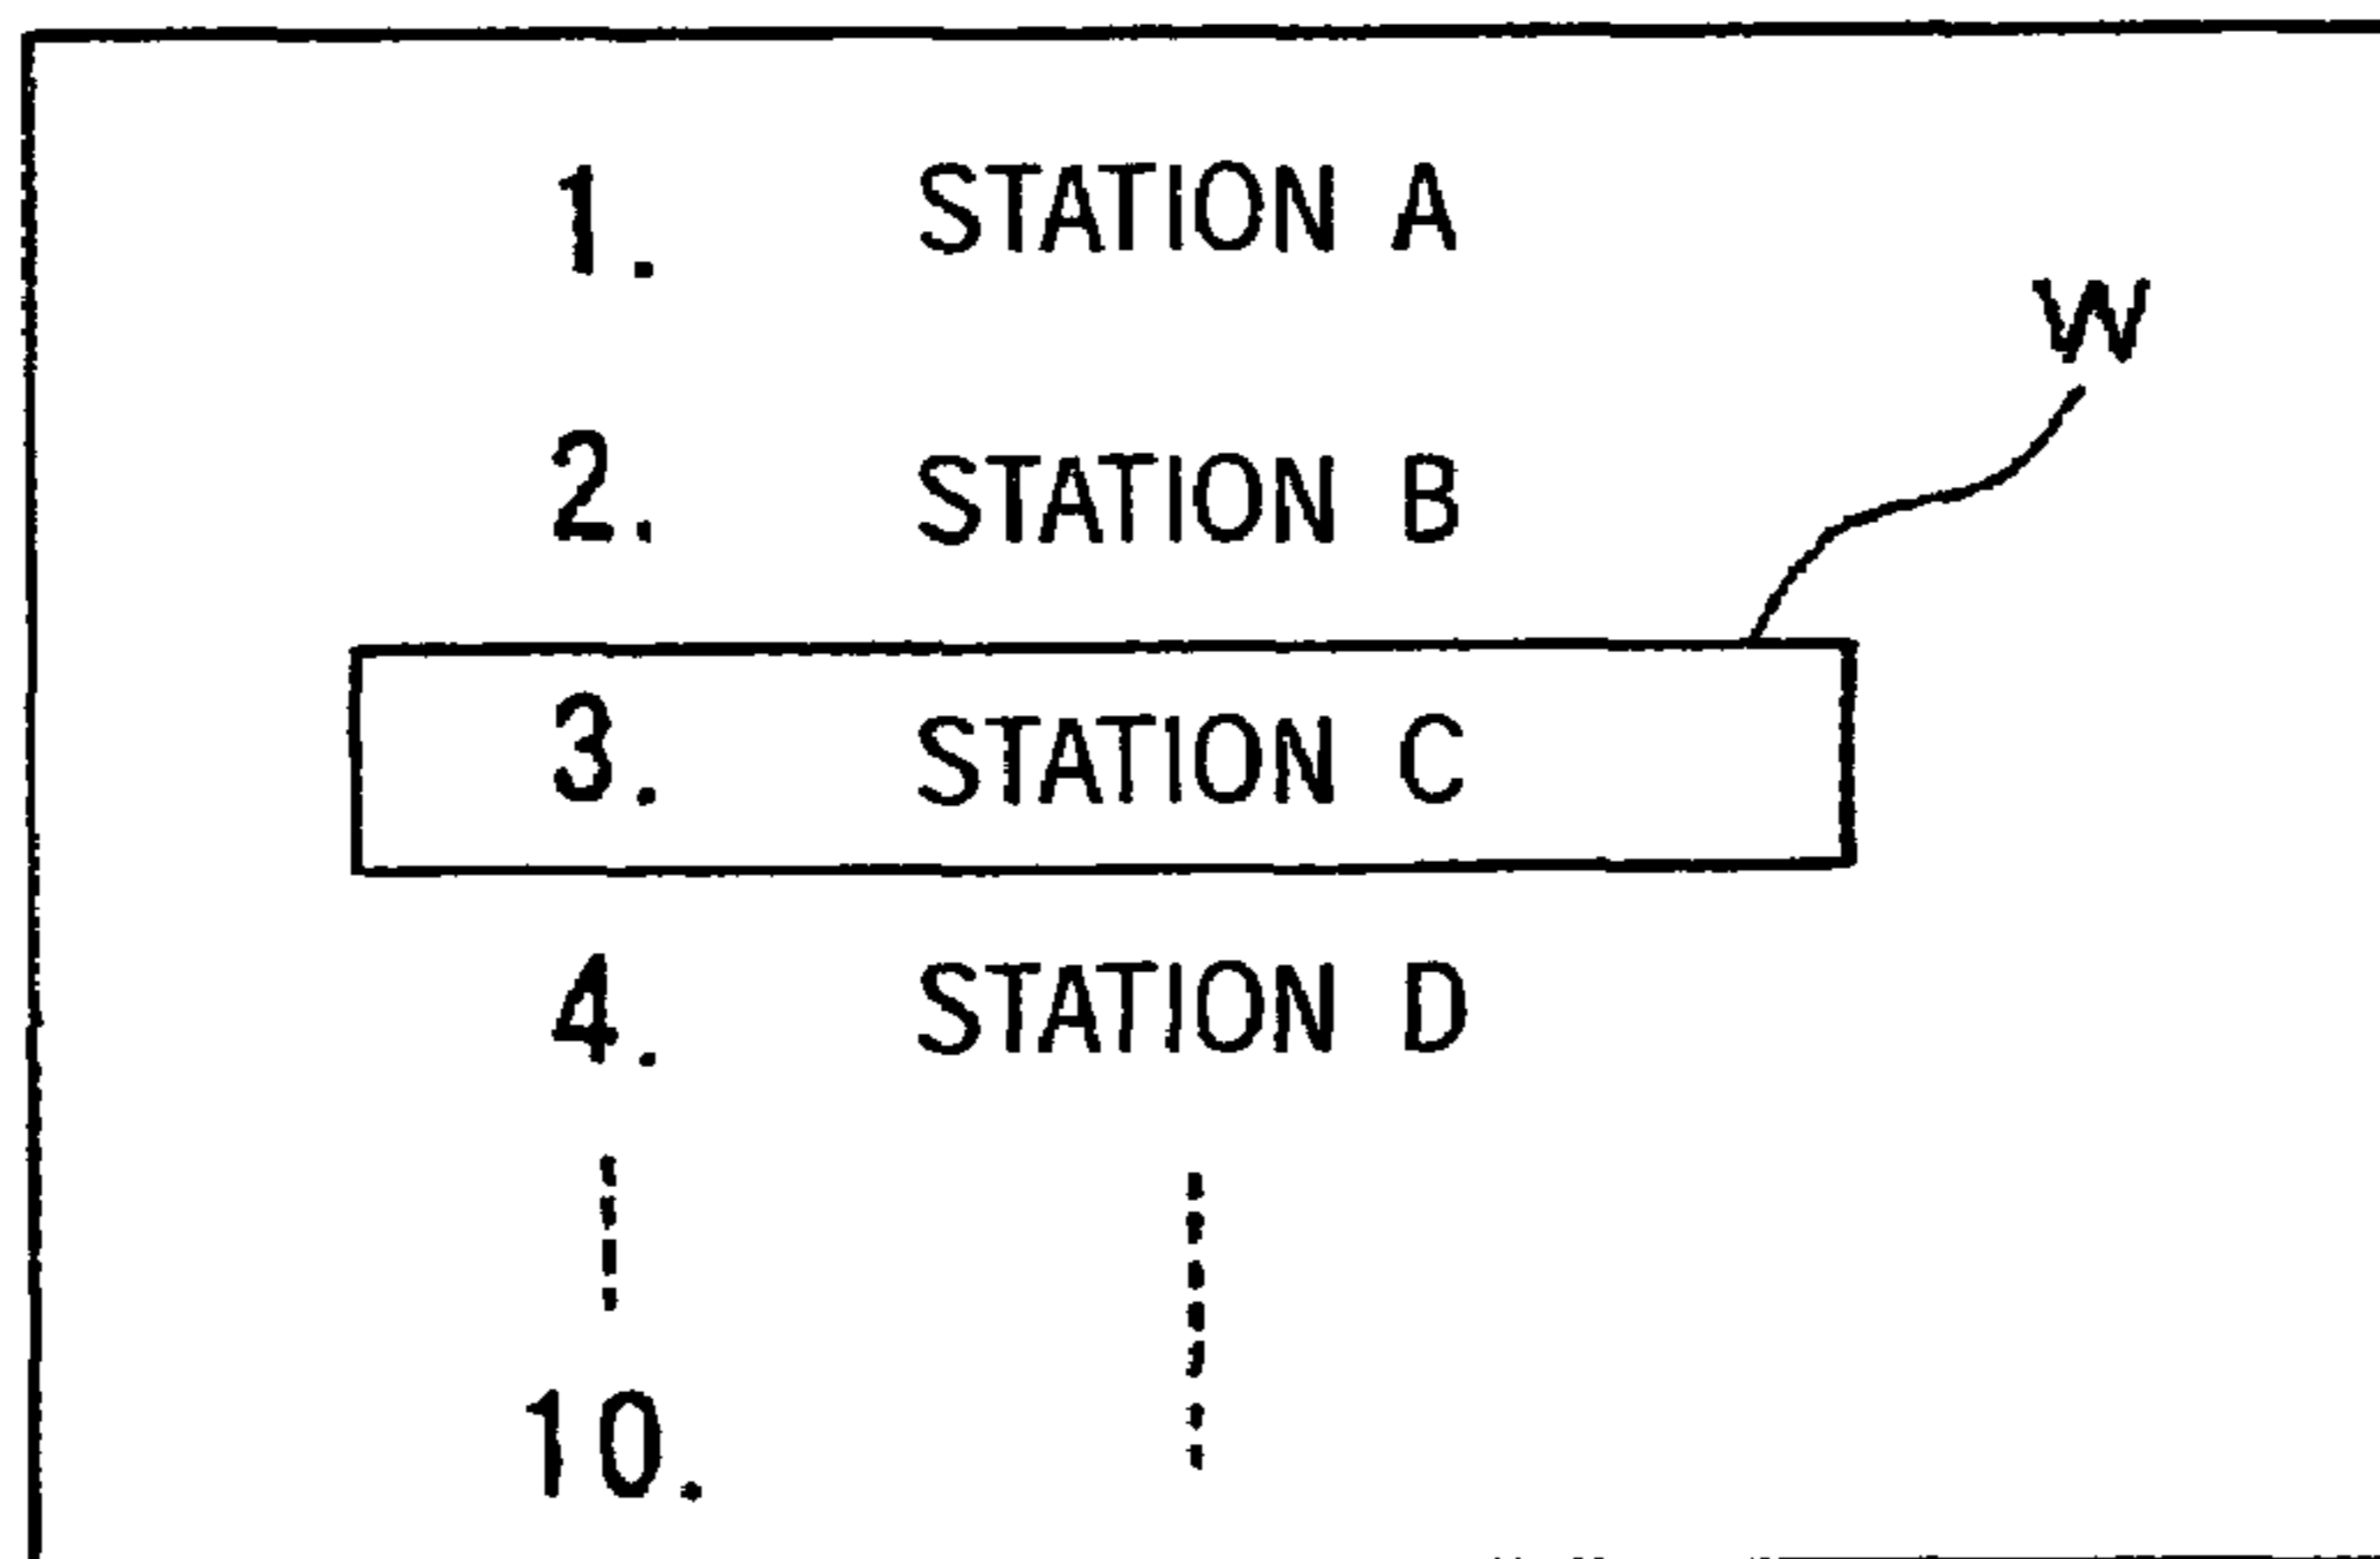 1. STATION A
W
2. STATION B
3. STATION C
4. STATION D
10.